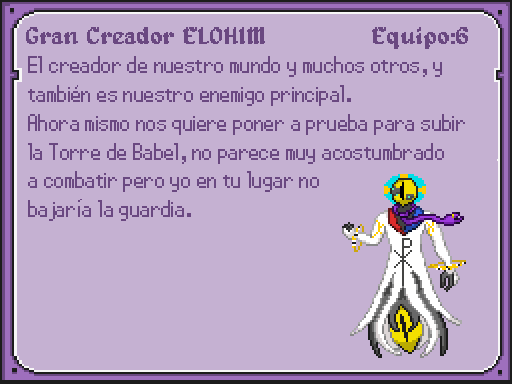 Gran Creador ELOHIM Equipo:6
El creador de nuestro mundo y muchos otros, y
también es nuestro enemigo principal.
Ahora mismo nos quiere poner a prueba para subir
la Torre de Babel, no parece muy acostumbrado
a combatir pero yo en tu lugar no
bajaría la guardia.